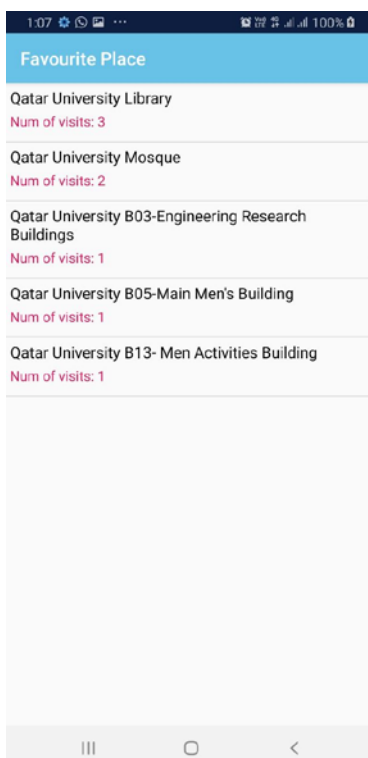 1:07
100%
Favourite Place
Qatar University Library
Num of visits: 3
Qatar University Mosque
Num of visits: 2
Qatar University B03-Engineering Research
Buildings
Num of visits: 1
Qatar University B05-Main Men's Building
Num of visits: 1
Qatar University B13- Men Activities Building
Num of visits: 1